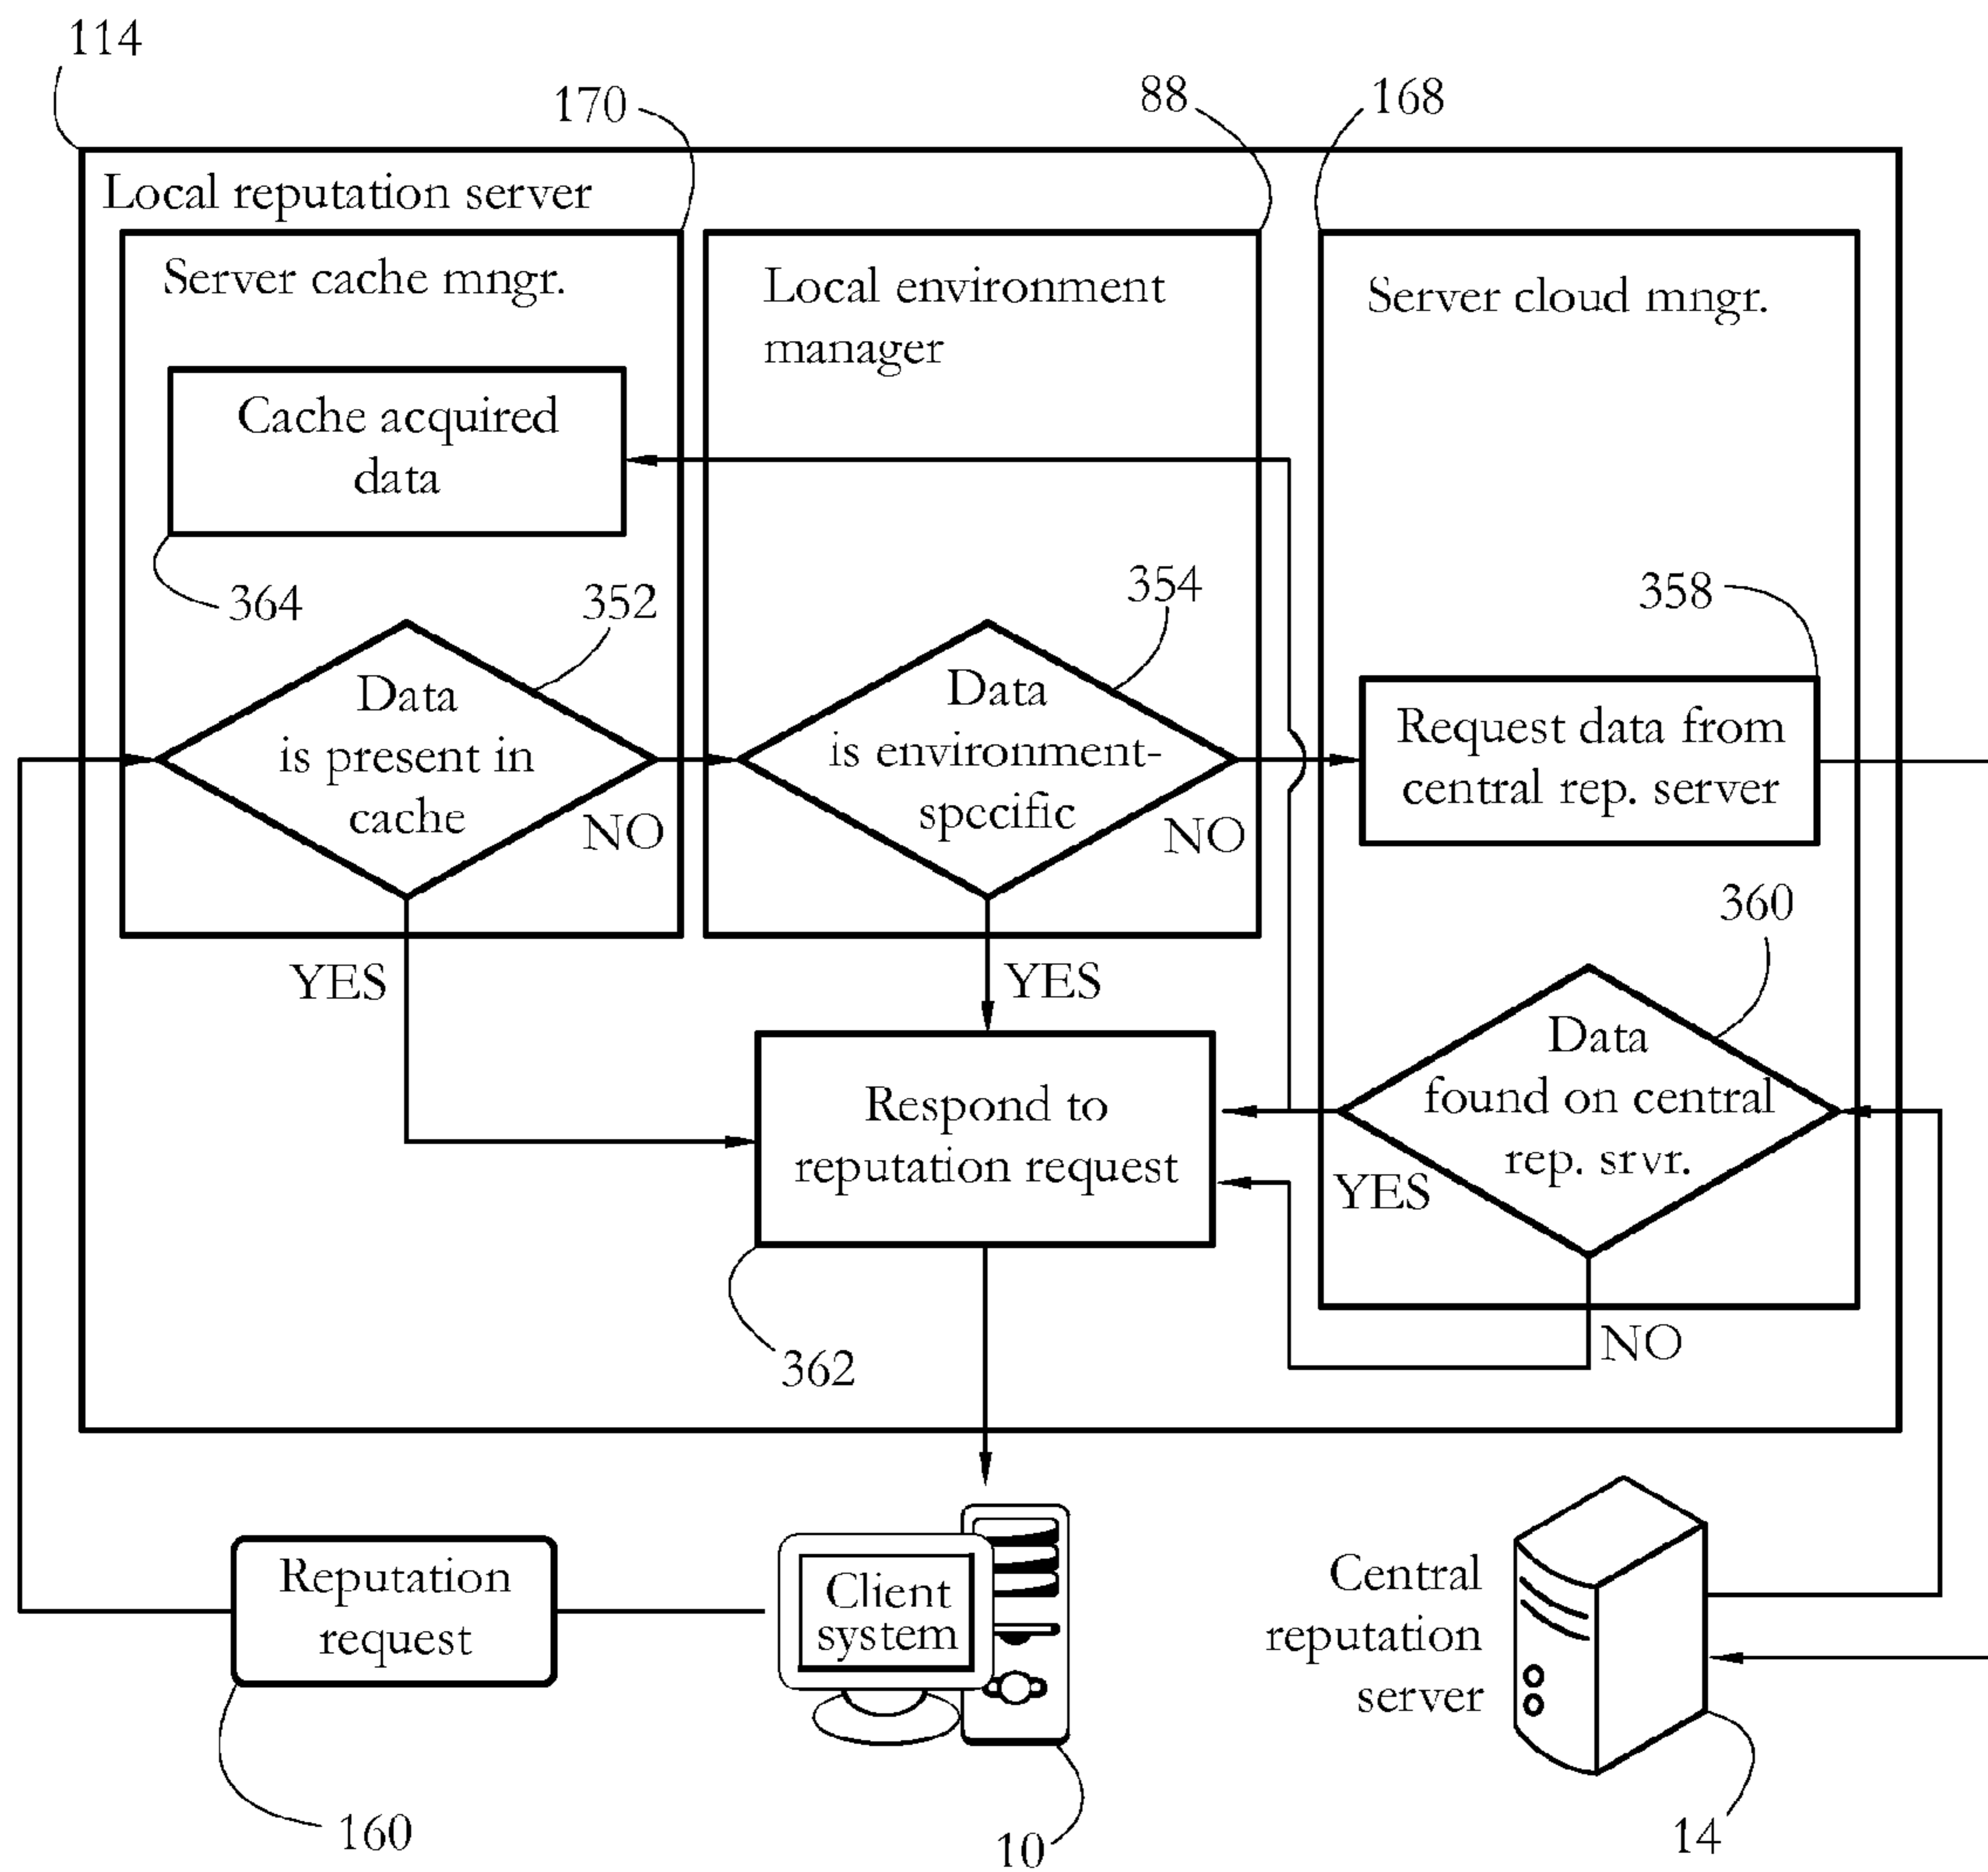 114
170
88
168
Local reputation server
Server cache mngr.
Local environment
manager
Server cloud mngr.
Cache acquired
data
364
352
354
358
Data
is present in
cache
NO
Data
is environment-
specific
NO
Request data from
central rep. server
360
YES
YES
Data
found on central
rep. srvr.
YES
NO
Respond to
reputation request
362
Reputation
request
Client
system
Central
reputation
server
160
10
14